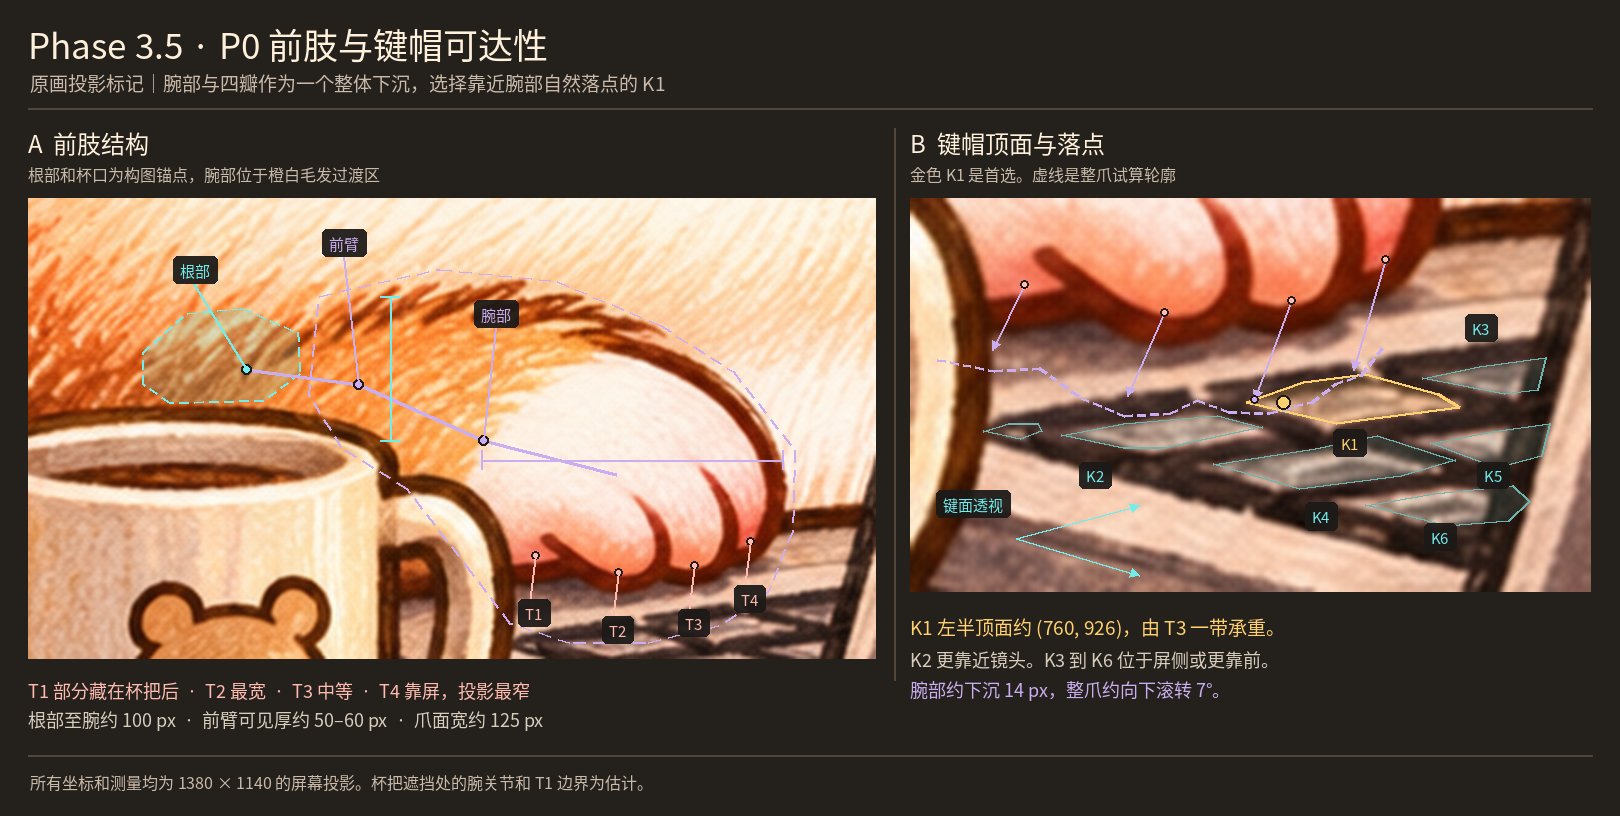 Phase 3.5 · P0 前肢与键帽可达性
原画投影标记｜腕部与四瓣作为一个整体下沉，选择靠近腕部自然落点的 K1
A 前肢结构
根部和杯口为构图锚点，腕部位于橙白毛发过渡区
前臂
根部
腕部
T1
T2
T3
T4
T1 部分藏在杯把后 · T2 最宽 · T3 中等 · T4 靠屏，投影最窄
根部至腕约 100 px · 前臂可见厚约 50–60 px · 爪面宽约 125 px
B 键帽顶面与落点
金色 K1 是首选。虚线是整爪试算轮廓
K3
K1
K2
K5
键面透视
K4
K6
K1 左半顶面约 (760, 926)，由 T3 一带承重。
K2 更靠近镜头。K3 到 K6 位于屏侧或更靠前。
腕部约下沉 14 px，整爪约向下滚转 7°。
所有坐标和测量均为 1380 × 1140 的屏幕投影。杯把遮挡处的腕关节和 T1 边界为估计。